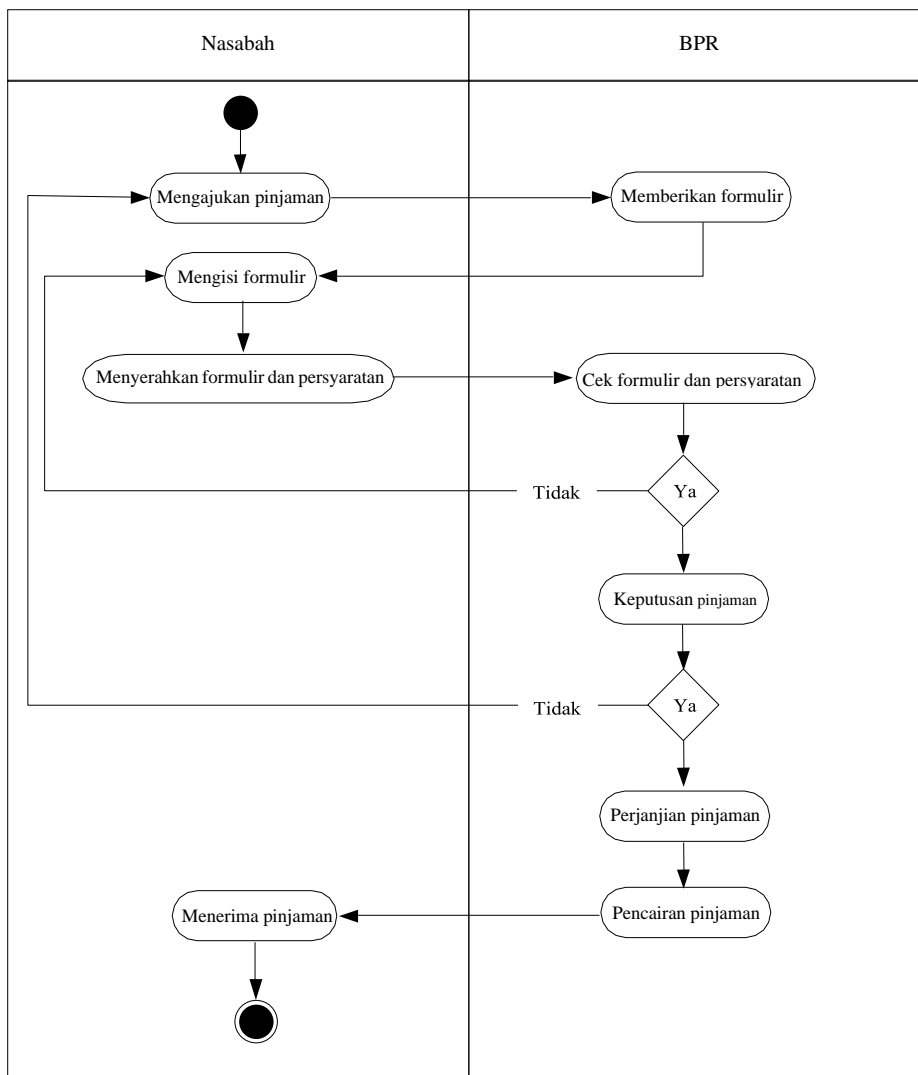 Nasabah
BPR
Mengajukan pinjaman
Memberikan formulir
Mengisi formulir
Menyerahkan formulir dan persyaratan
Cek formulir dan persyaratan
Tidak
Ya
Keputusan pinjaman
Tidak
Ya
Perjanjian pinjaman
Menerima pinjaman
Pencairan pinjaman